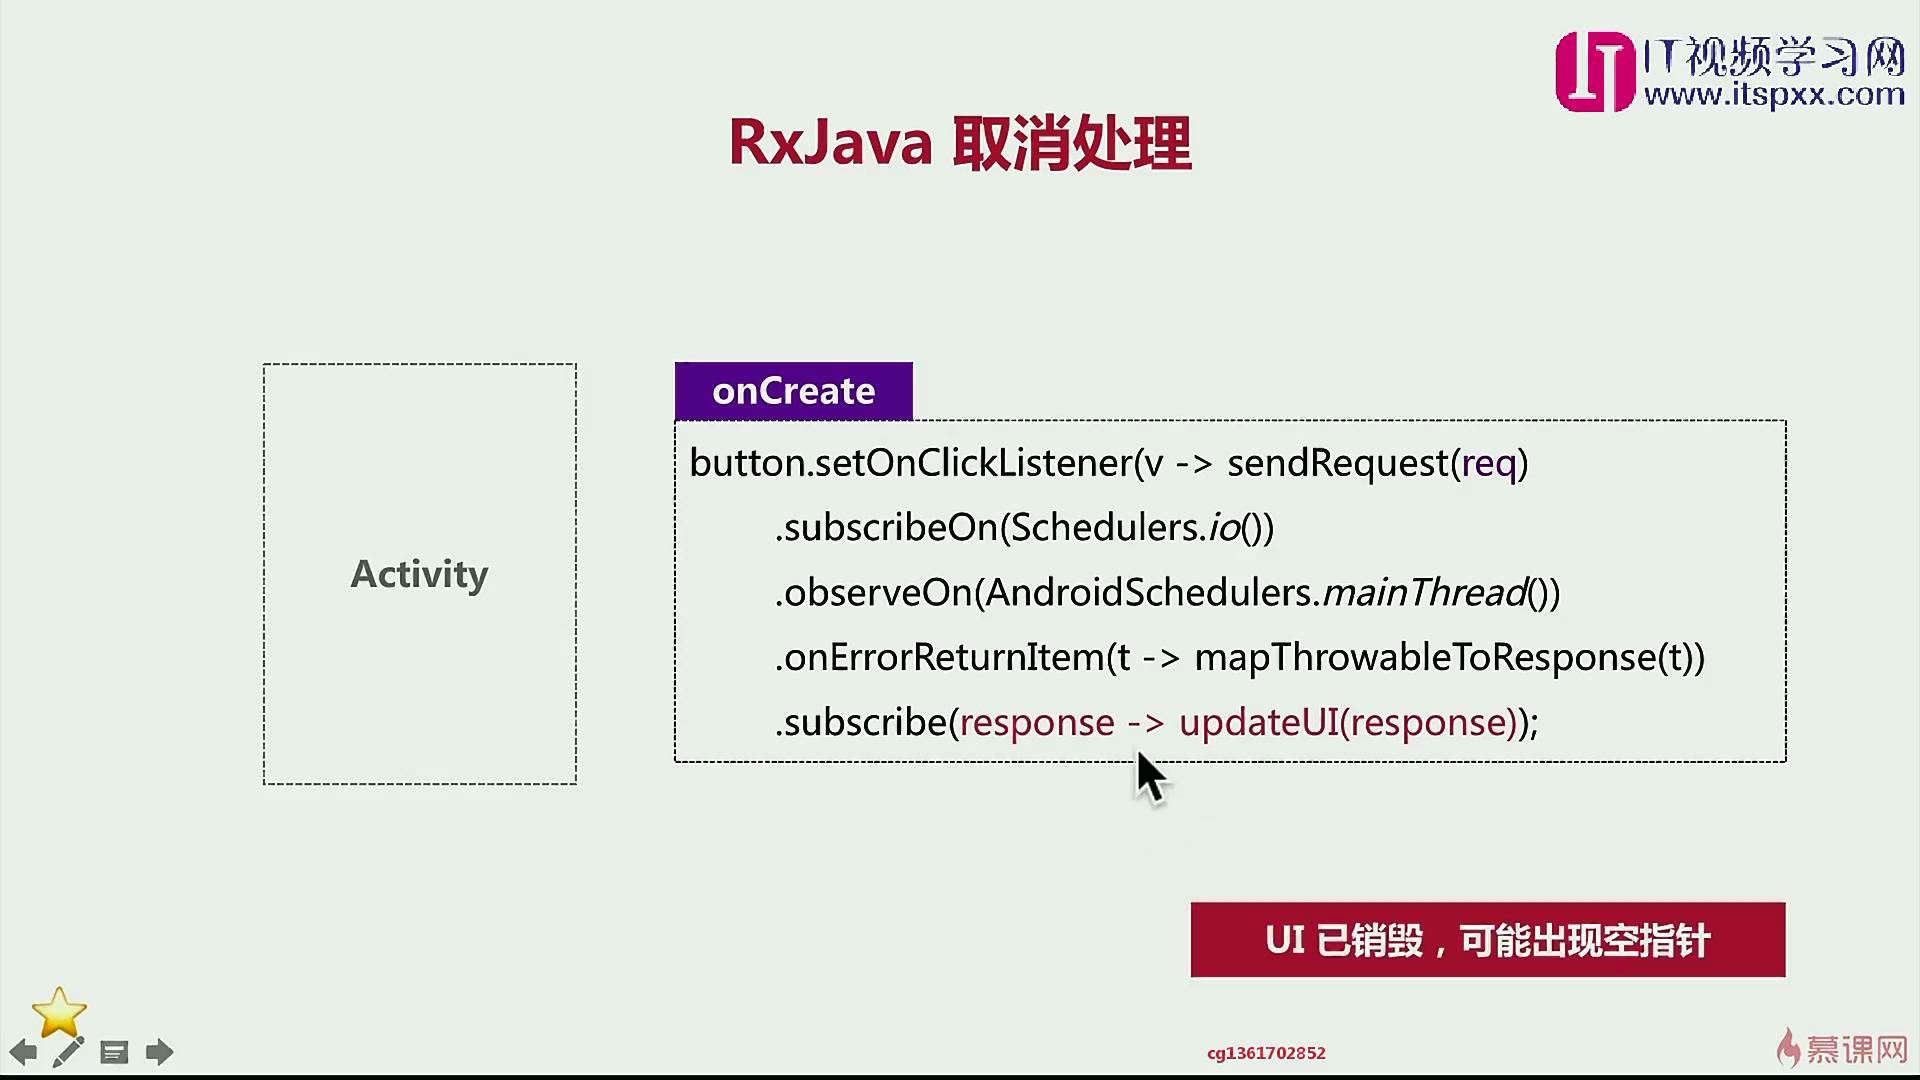 IT视频学习网
www.itspxx.com
RxJava 取消处理
Activity
onCreate
button.setOnClickListener(v -> sendRequest(req)
.subscribeOn(Schedulers.io())
.observeOn(AndroidSchedulers.mainThread())
.onErrorReturnItem(t -> mapThrowableToResponse(t))
.subscribe(response -> updateUI(response));
UI 已销毁，可能出现空指针
cg1361702852
慕课网